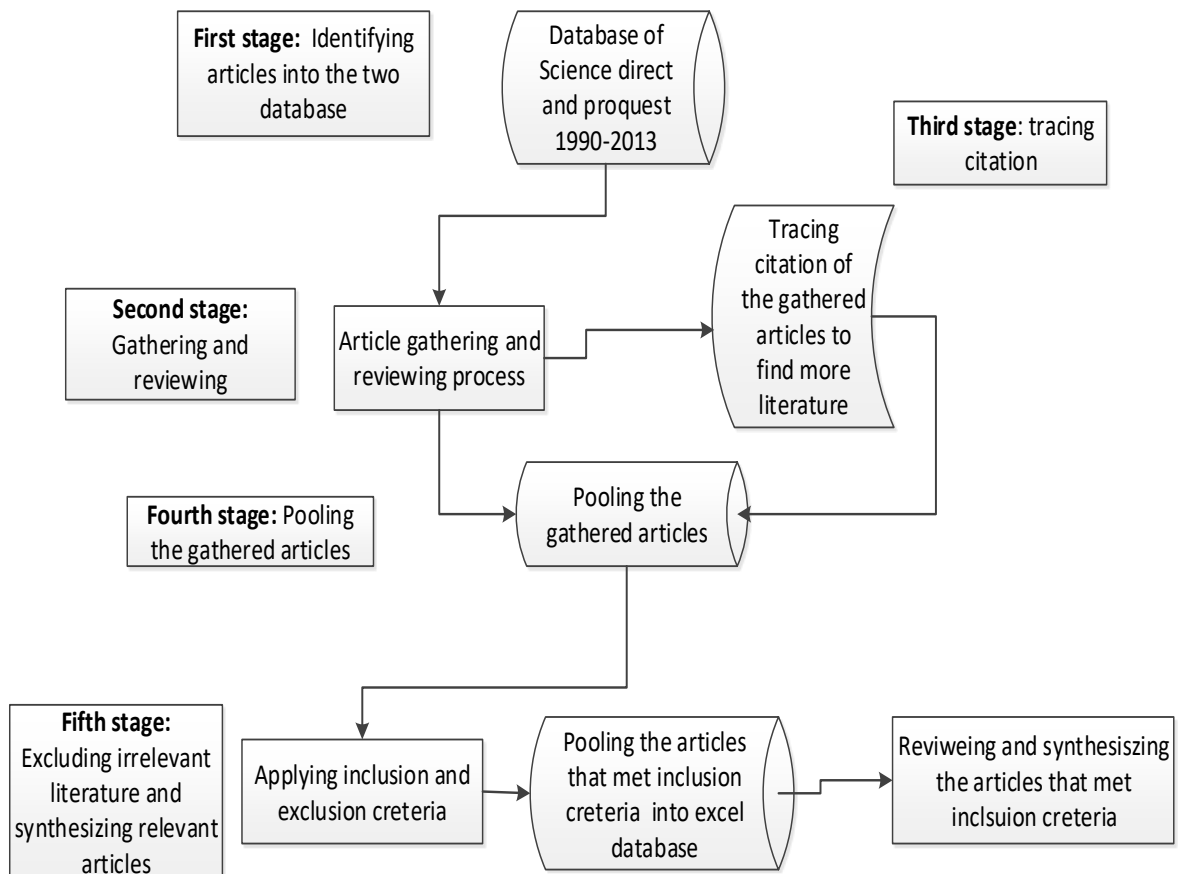 First stage: Identifying
articles into the two
database
Database of
Science direct
and proquest
1990-2013
Third stage: tracing
citation
Tracing
citation of
the gathered
articles to
find more
literature
Second stage:
Gathering and
reviewing
Article gathering and
reviewing process
Fourth stage: Pooling
the gathered articles
Pooling the
gathered articles
Fifth stage:
Excluding irrelevant
literature and
synthesizing relevant
articles
Applying inclusion and
exclusion creteria
Pooling the articles
that met inclusion
creteria into excel
database
Reviweing and synthesiszing
the articles that met
inclsuion creteria